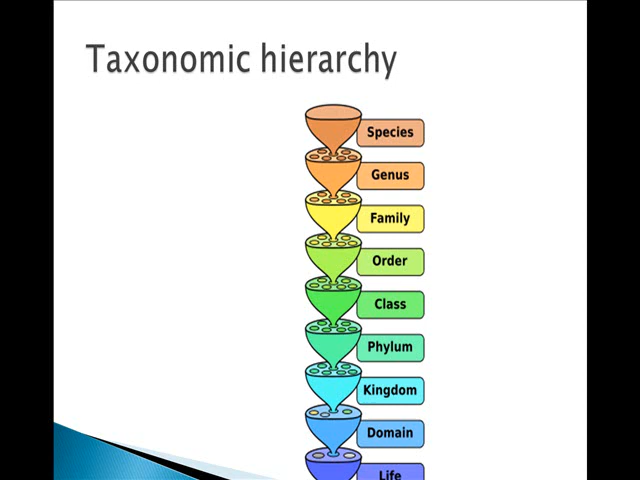 Taxonomic hierarchy
Species
Genus
Family
Order
Class
Phylum
Kingdom
Domain
Life